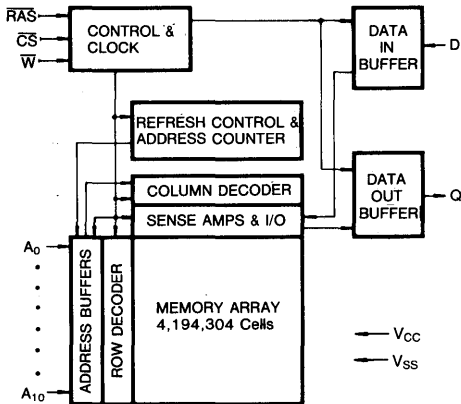 RAS
CS
W
CONTROL &
CLOCK
DATA
IN
BUFFER
D
REFRESH CONTROL &
ADDRESS COUNTER
COLUMN DECODER
SENSE AMPS & I/O
DATA
OUT
BUFFER
Q
A0
A10
ADDRESS BUFFERS
ROW DECODER
MEMORY ARRAY
4,194,304 Cells
VCC
VSS